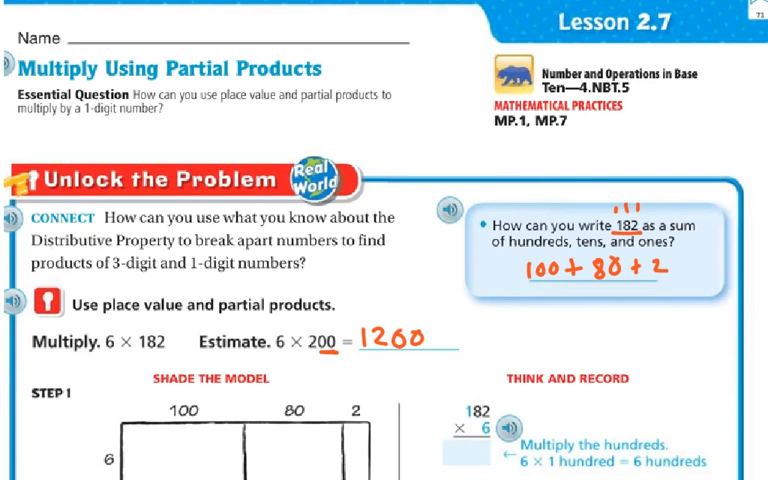 71
Lesson 2.7
Name
Multiply Using Partial Products
Essential Question How can you use place value and partial products to
multiply by a 1-digit number?
Number and Operations in Base
Ten—4.NBT.5
MATHEMATICAL PRACTICES
MP.1, MP.7
Unlock the Problem
Real
World
CONNECT How can you use what you know about the
Distributive Property to break apart numbers to find
products of 3-digit and 1-digit numbers?
• How can you write 182 as a sum
of hundreds, tens, and ones?
100 + 80 + 2
Use place value and partial products.
Multiply. 6 × 182 Estimate. 6 × 200 = 1200
SHADE THE MODEL
THINK AND RECORD
STEP 1
100 80 2
6
182
× 6
← Multiply the hundreds.
6 × 1 hundred = 6 hundreds